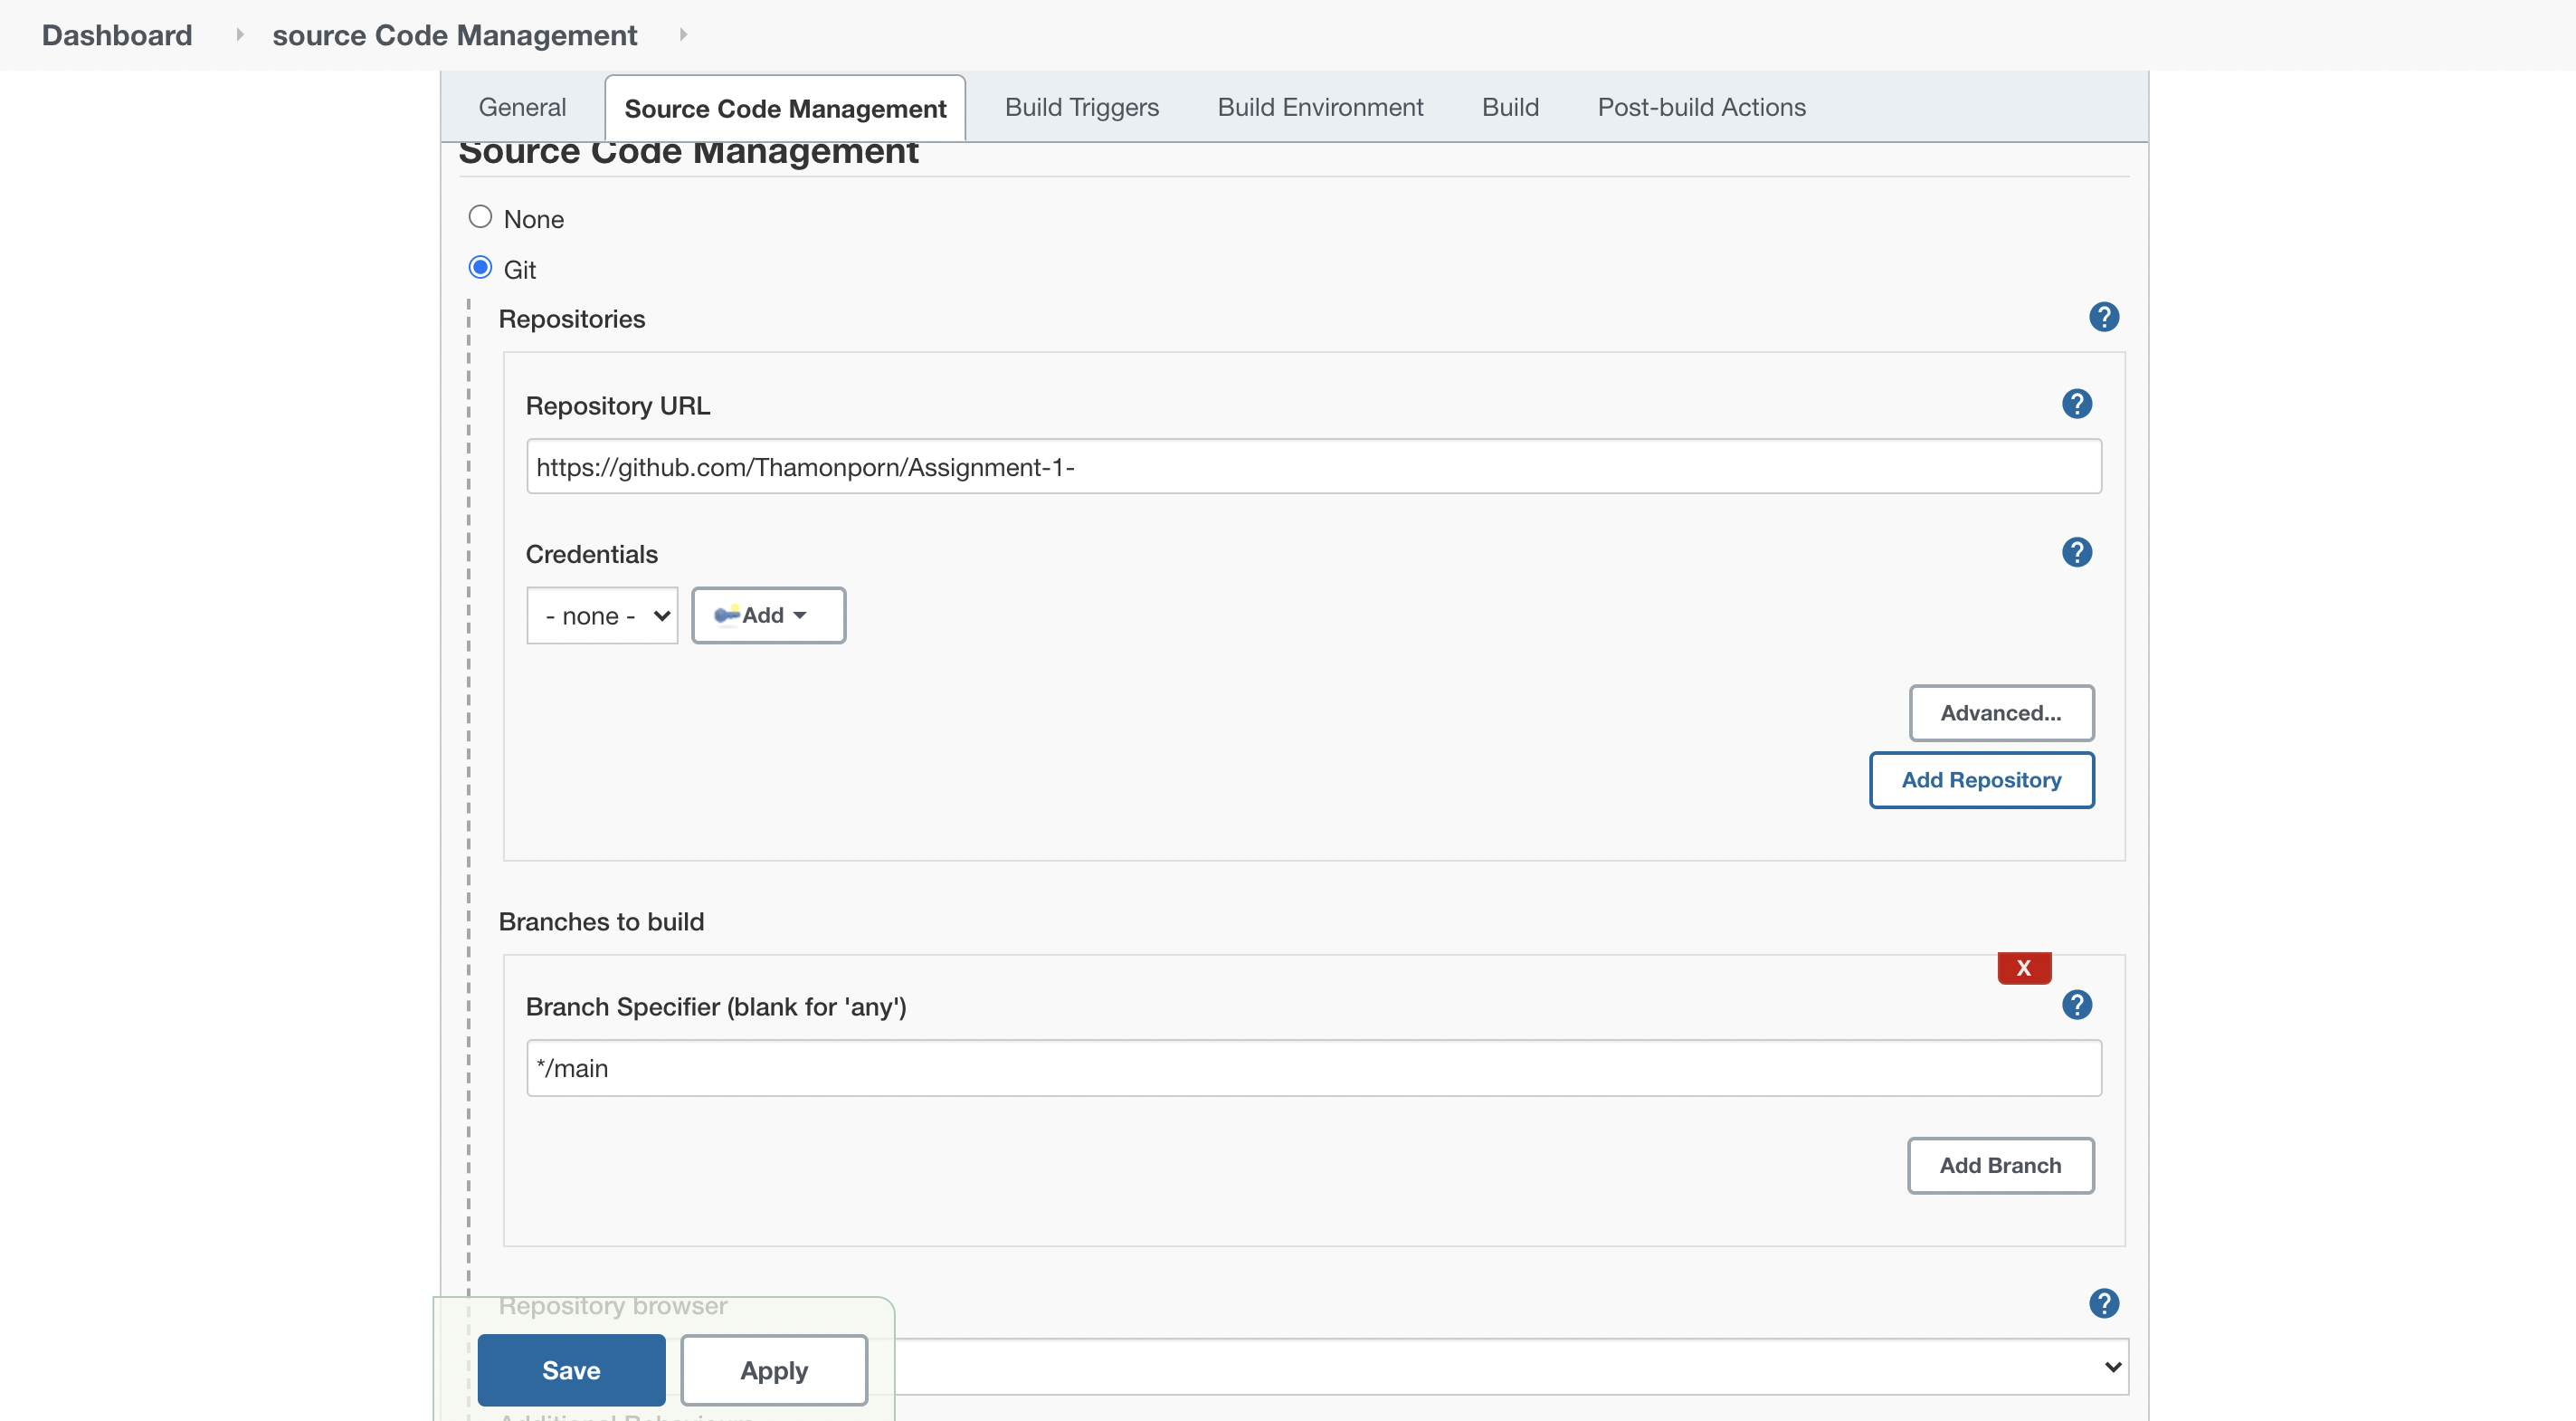 Dashboard source Code Management
General Source Code Management Build Triggers Build Environment Build Post-build Actions
Source Code Management
None
Git
Repositories
?
Repository URL
?
https://github.com/Thamonporn/Assignment-1-
Credentials
?
- none - Add
Advanced...
Add Repository
Branches to build
X
Branch Specifier (blank for 'any')
?
*/main
Add Branch
Repository browser
?
Save Apply
Additional Behaviours